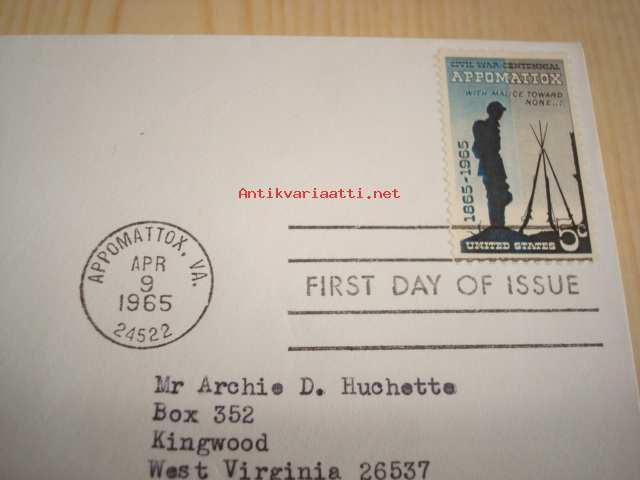 CIVIL WAR CENTENNIAL
APPOMATTOX
WITH MALICE TOWARD
NONE...
1865-1965
UNITED STATES 5c
Antikvariaatti.net
APPOMATTOX, VA.
APR
9
1965
24522
FIRST DAY OF ISSUE
Mr Archie D. Huchette
Box 352
Kingwood
West Virginia 26537